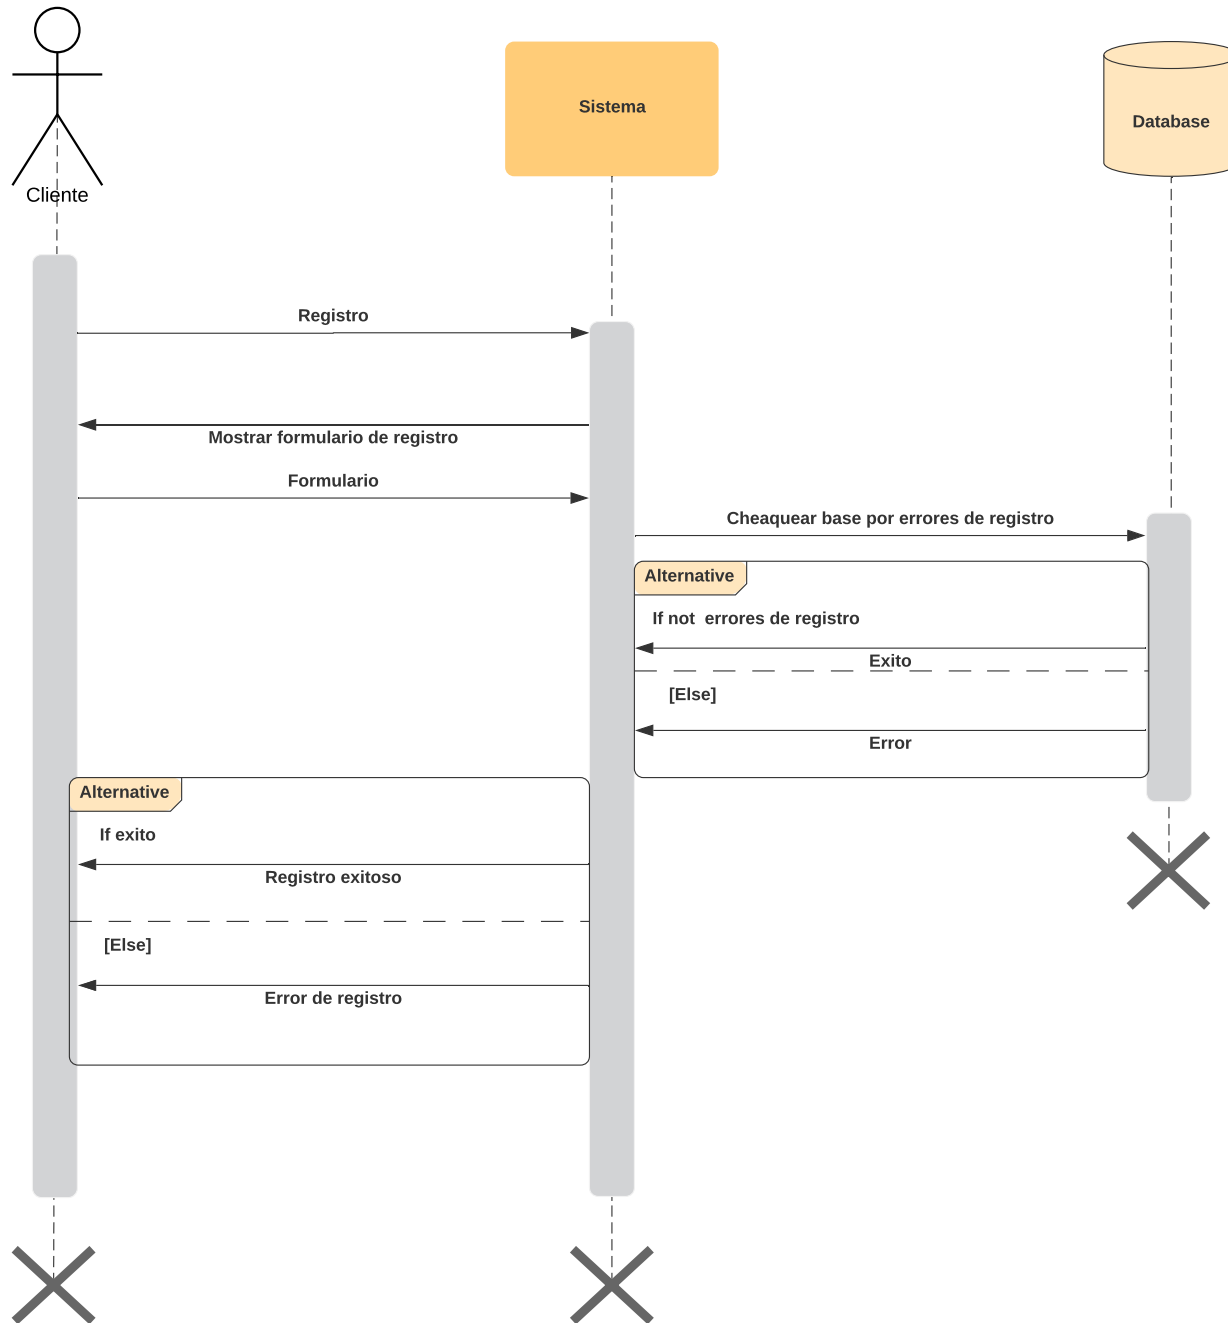 Cliente
Sistema
Database
Registro
Mostrar formulario de registro
Formulario
Cheaquear base por errores de registro
Alternative
If not  errores de registro
Exito
[Else]
Error
Alternative
If exito
Registro exitoso
[Else]
Error de registro